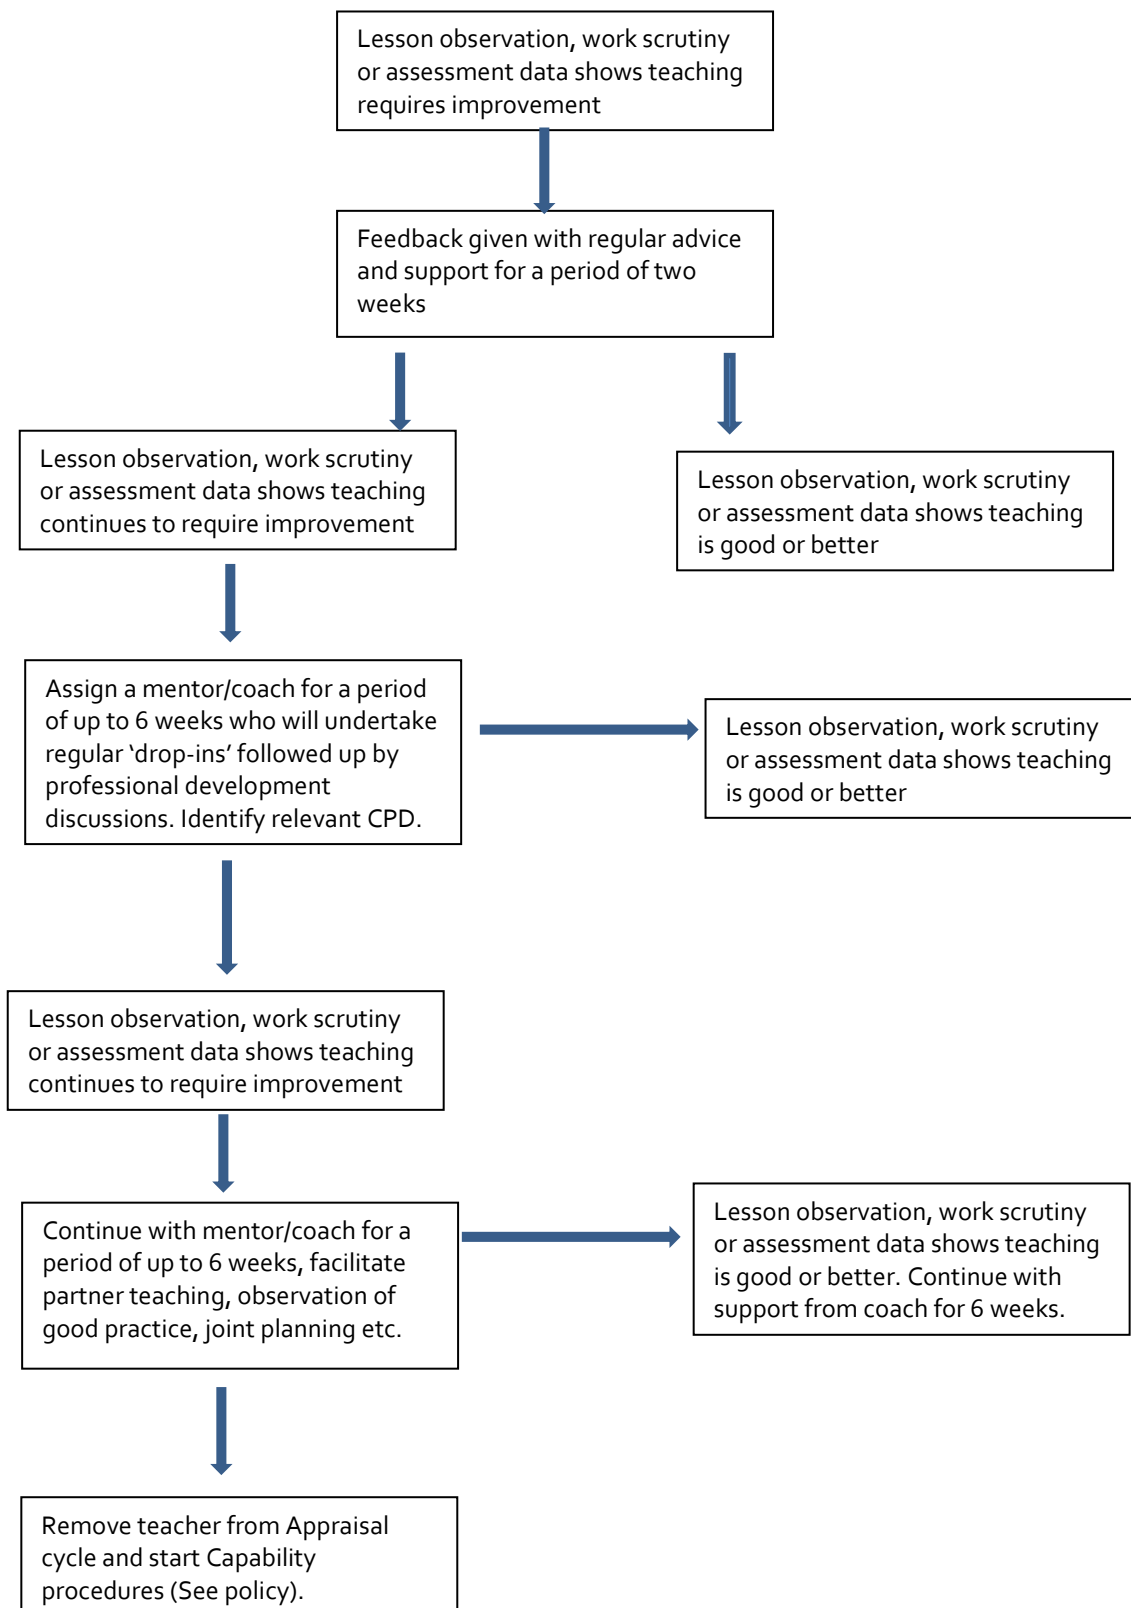 Lesson observation, work scrutiny
or assessment data shows teaching
requires improvement
Feedback given with regular advice
and support for a period of two
weeks
Lesson observation, work scrutiny
or assessment data shows teaching
continues to require improvement
Lesson observation, work scrutiny
or assessment data shows teaching
is good or better
Assign a mentor/coach for a period
of up to 6 weeks who will undertake
regular ‘drop-ins’ followed up by
professional development
discussions. Identify relevant CPD.
Lesson observation, work scrutiny
or assessment data shows teaching
is good or better
Lesson observation, work scrutiny
or assessment data shows teaching
continues to require improvement
Continue with mentor/coach for a
period of up to 6 weeks, facilitate
partner teaching, observation of
good practice, joint planning etc.
Lesson observation, work scrutiny
or assessment data shows teaching
is good or better. Continue with
support from coach for 6 weeks.
Remove teacher from Appraisal
cycle and start Capability
procedures (See policy).